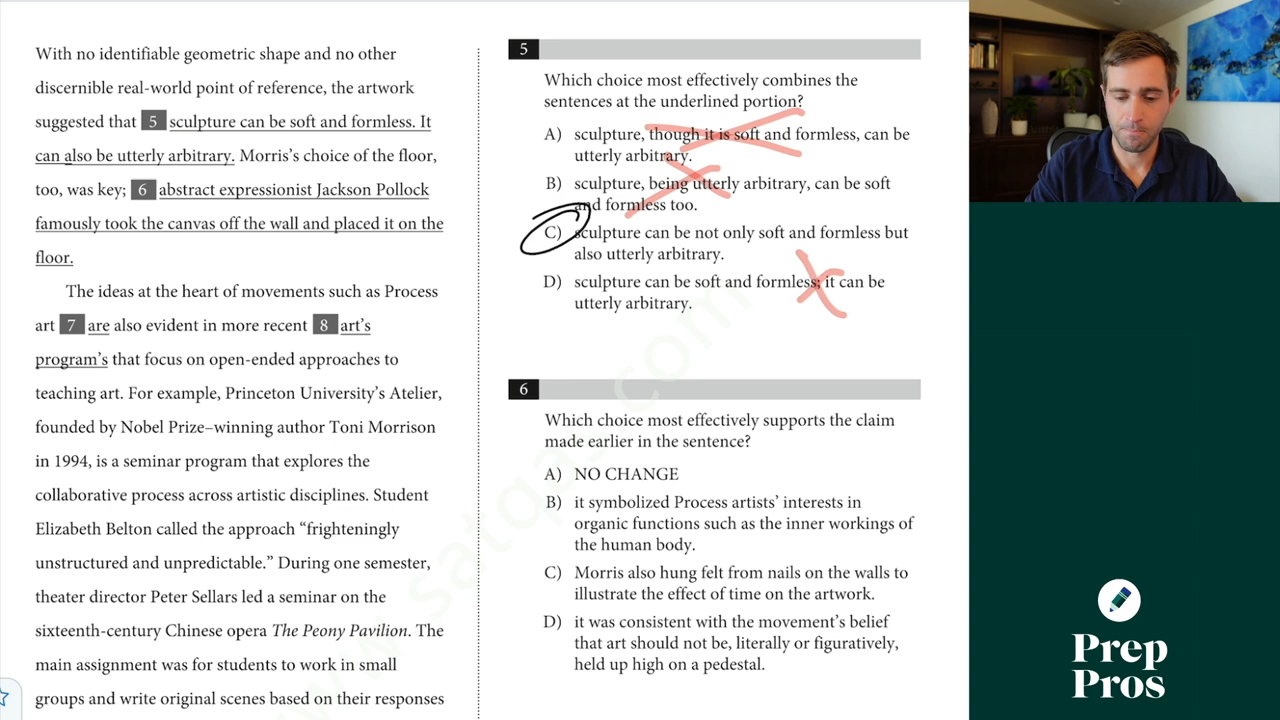 With no identifiable geometric shape and no other
discernible real-world point of reference, the artwork
suggested that 5 sculpture can be soft and formless. It
can also be utterly arbitrary. Morris’s choice of the floor,
too, was key; 6 abstract expressionist Jackson Pollock
famously took the canvas off the wall and placed it on the
floor.
The ideas at the heart of movements such as Process
art 7 are also evident in more recent 8 art’s
program’s that focus on open-ended approaches to
teaching art. For example, Princeton University’s Atelier,
founded by Nobel Prize–winning author Toni Morrison
in 1994, is a seminar program that explores the
collaborative process across artistic disciplines. Student
Elizabeth Belton called the approach “frighteningly
unstructured and unpredictable.” During one semester,
theater director Peter Sellars led a seminar on the
sixteenth-century Chinese opera The Peony Pavilion. The
main assignment was for students to work in small
groups and write original scenes based on their responses
5
Which choice most effectively combines the
sentences at the underlined portion?
A) sculpture, though it is soft and formless, can be
utterly arbitrary.
B) sculpture, being utterly arbitrary, can be soft
and formless too.
C) sculpture can be not only soft and formless but
also utterly arbitrary.
D) sculpture can be soft and formless; it can be
utterly arbitrary.
6
Which choice most effectively supports the claim
made earlier in the sentence?
A) NO CHANGE
B) it symbolized Process artists’ interests in
organic functions such as the inner workings of
the human body.
C) Morris also hung felt from nails on the walls to
illustrate the effect of time on the artwork.
D) it was consistent with the movement’s belief
that art should not be, literally or figuratively,
held up high on a pedestal.
Prep
Pros